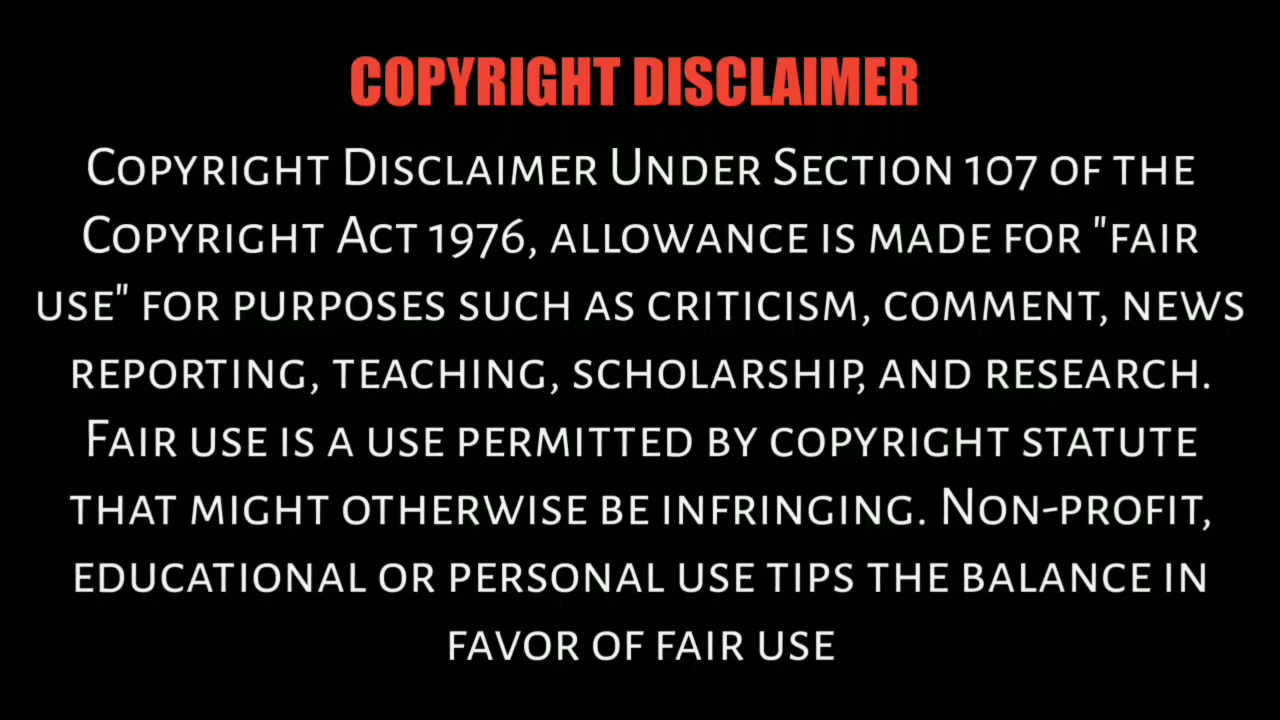 COPYRIGHT DISCLAIMER
Copyright Disclaimer Under Section 107 of the
Copyright Act 1976, allowance is made for "fair
use" for purposes such as criticism, comment, news
reporting, teaching, scholarship, and research.
Fair use is a use permitted by copyright statute
that might otherwise be infringing. Non-profit,
educational or personal use tips the balance in
favor of fair use